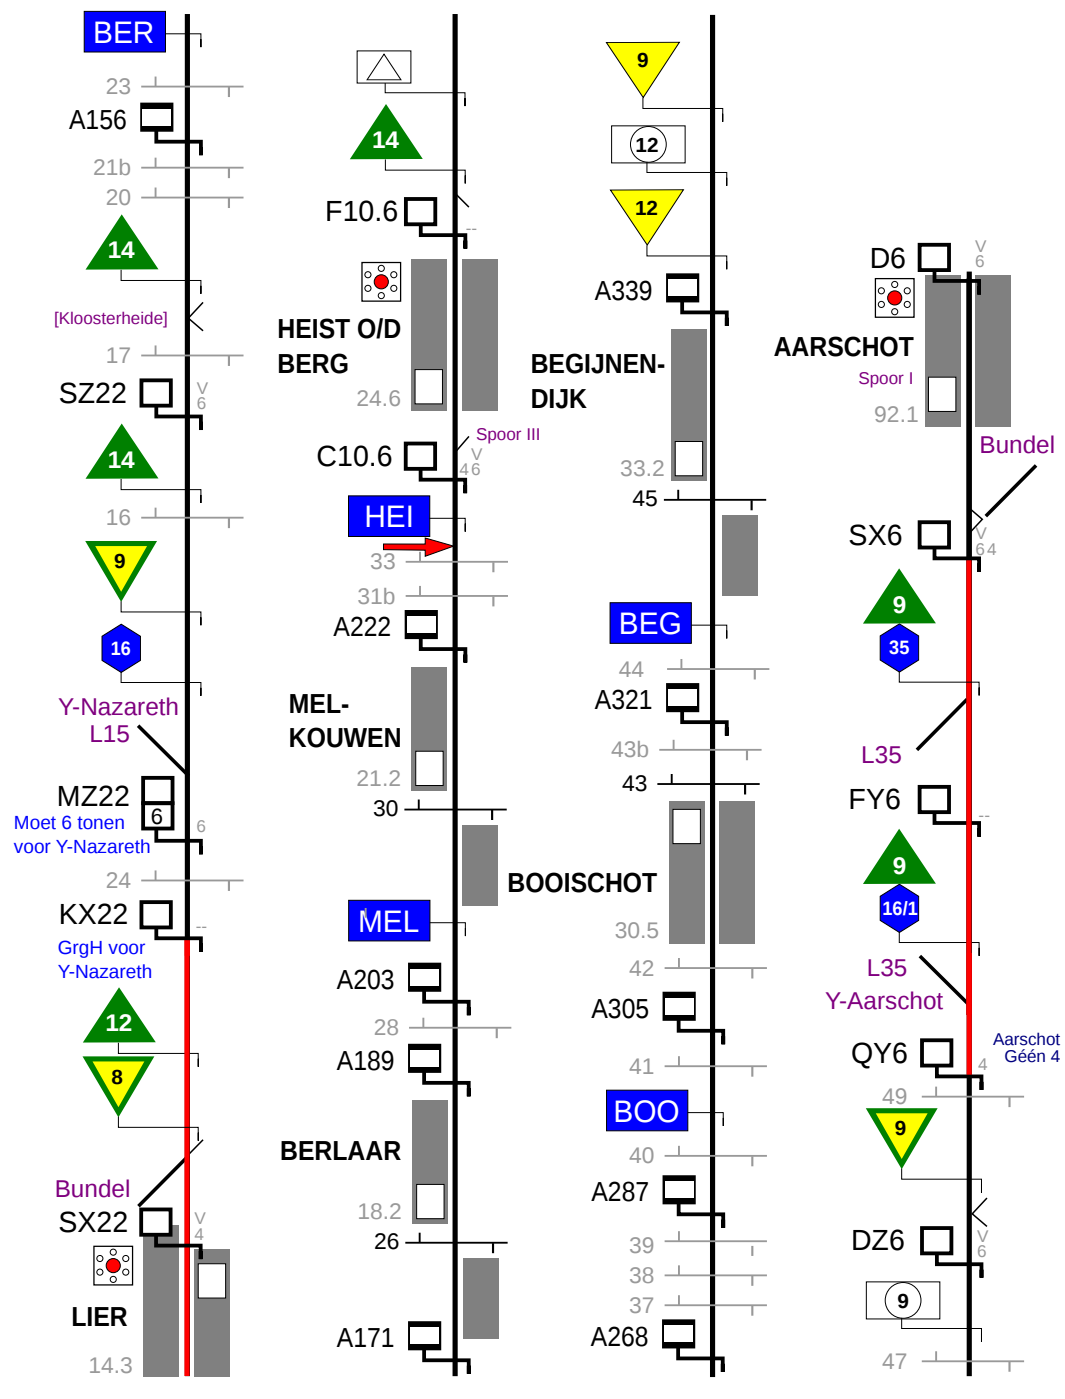 BER
23
A156
21b
20
14
[Kloosterheide]
17
SZ22
V
6
14
16
9
16
Y-Nazareth
L15
MZ22
6
6
Moet 6 tonen
voor Y-Nazareth
24
KX22
--
GrgH voor
Y-Nazareth
12
8
Bundel
SX22
V
4
LIER
14.3
14
F10.6
--
HEIST O/D
BERG
24.6
Spoor III
C10.6
V
4 6
HEI
33
31b
A222
MEL-
KOUWEN
21.2
30
MEL
A203
28
A189
BERLAAR
18.2
26
A171
9
12
12
A339
BEGIJNEN-
DIJK
33.2
45
BEG
44
A321
43b
43
BOOISCHOT
30.5
42
A305
41
BOO
40
A287
39
38
37
A268
D6
V
6
AARSCHOT
Spoor I
92.1
Bundel
SX6
V
6 4
9
35
L35
FY6
--
9
16/1
L35
Y-Aarschot
QY6
4
Aarschot
Géén 4
49
9
DZ6
V
6
9
47